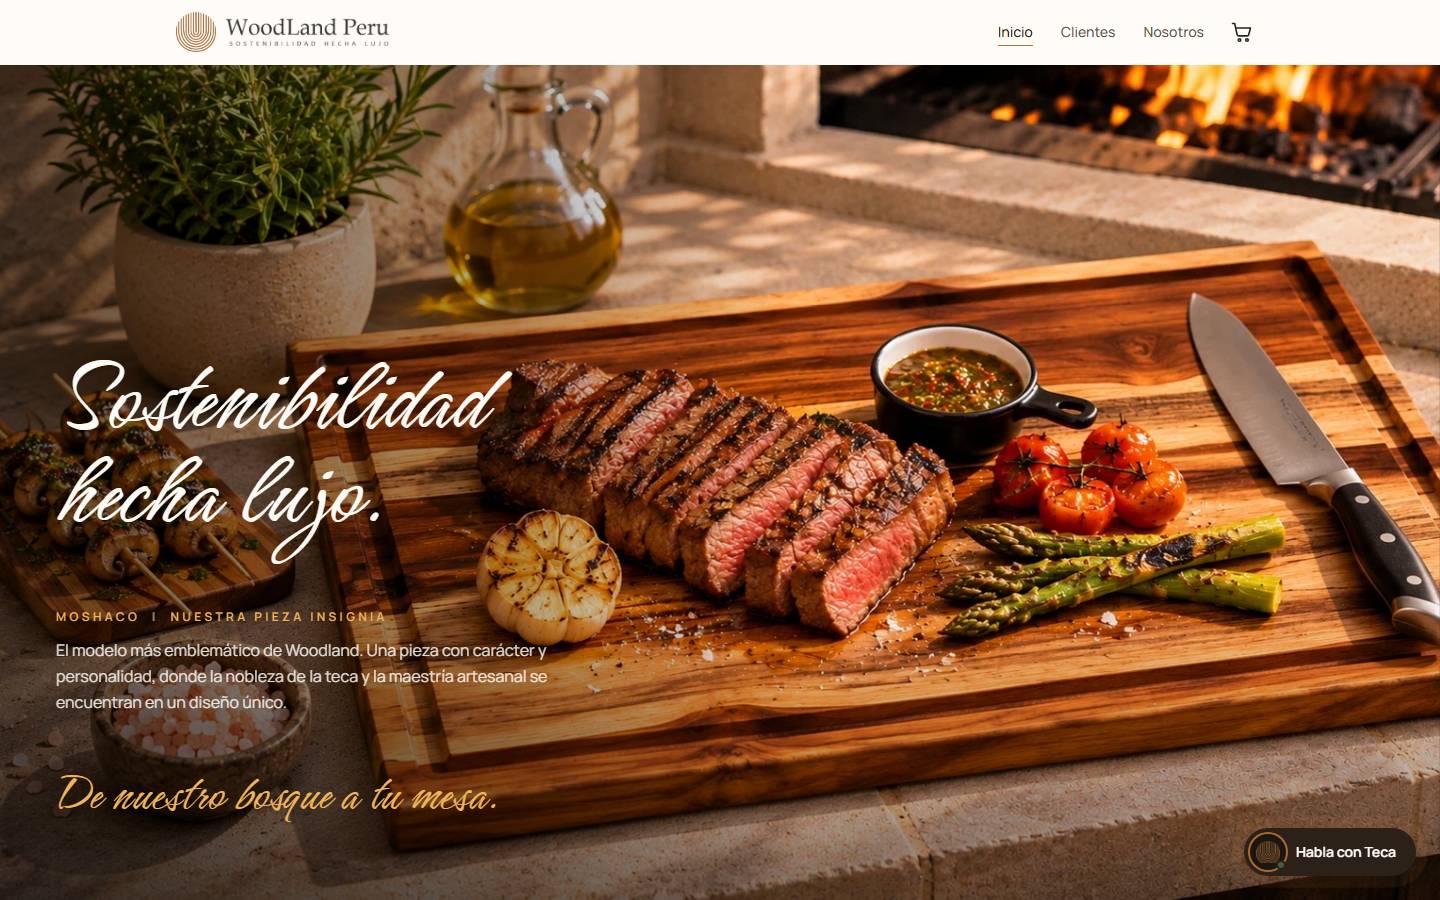 WoodLand Peru
SOSTENIBILIDAD HECHA LUJO
Inicio
Clientes
Nosotros
Sostenibilidad
hecha lujo.
MOSHACO | NUESTRA PIEZA INSIGNIA
El modelo más emblemático de Woodland. Una pieza con carácter y
personalidad, donde la nobleza de la teca y la maestría artesanal se
encuentran en un diseño único.
De nuestro bosque a tu mesa.
Habla con Teca